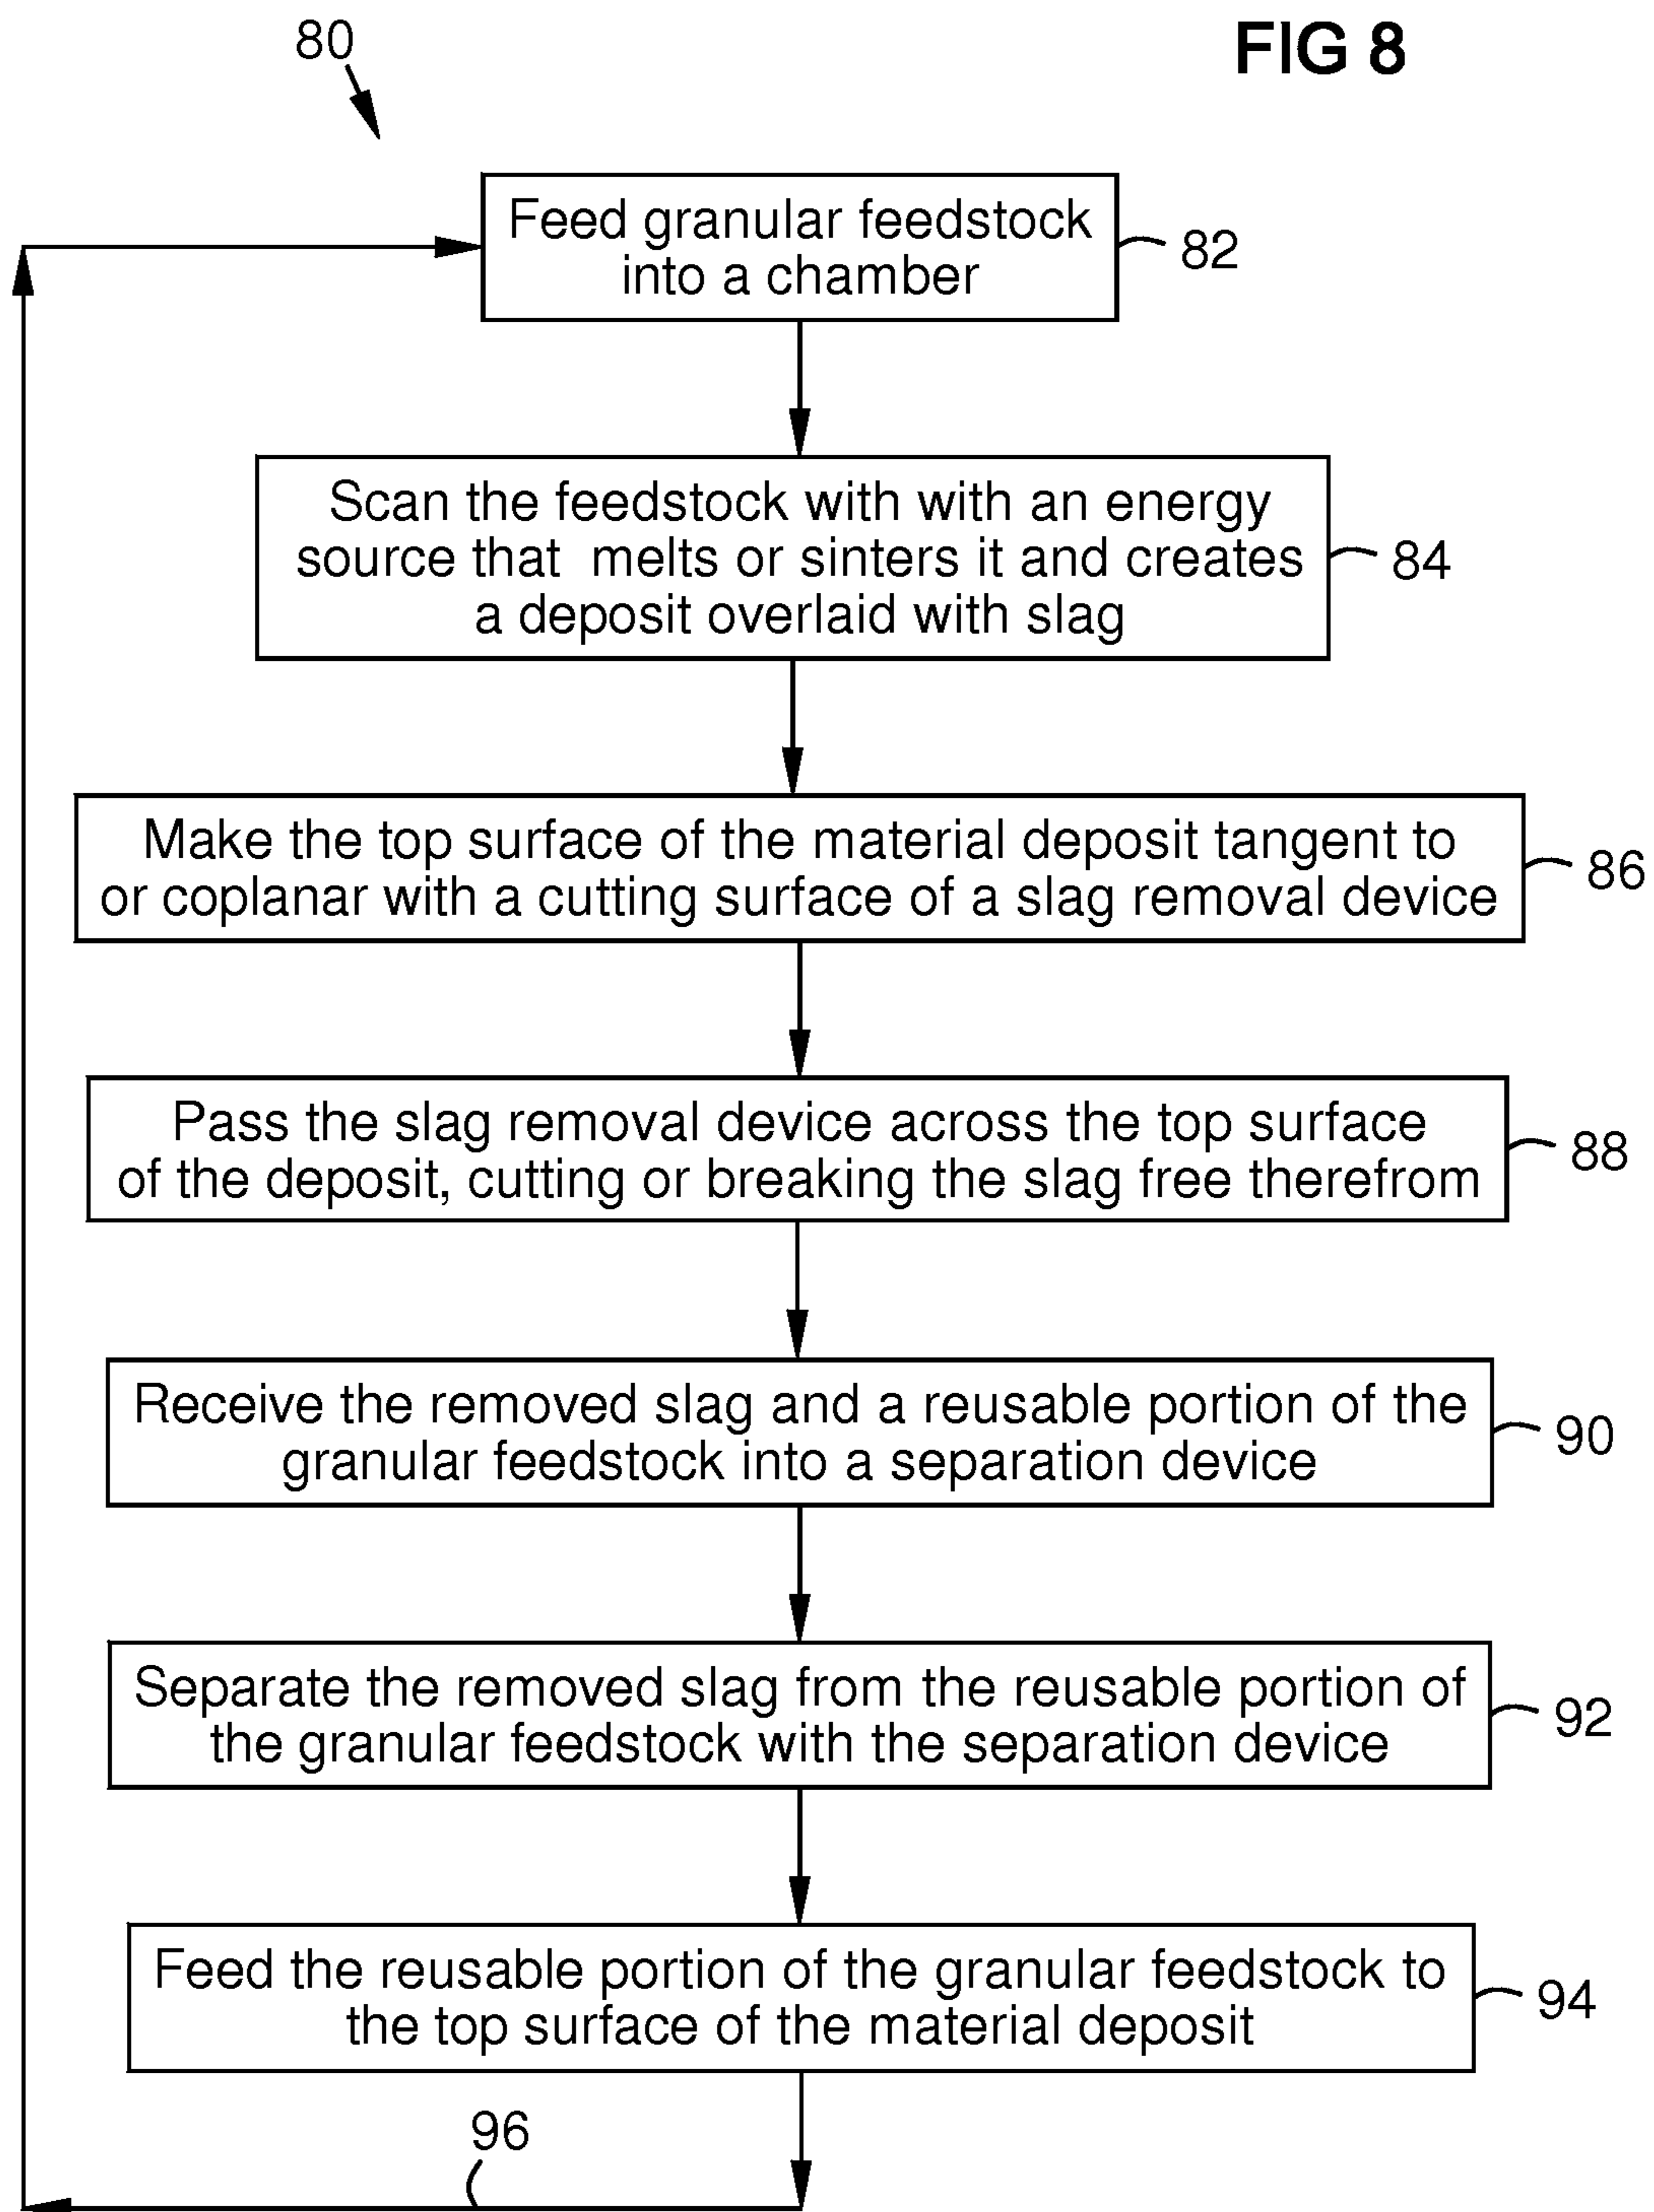 80
FIG 8
Feed granular feedstock
into a chamber
82
Scan the feedstock with with an energy
source that melts or sinters it and creates
a deposit overlaid with slag
84
Make the top surface of the material deposit tangent to
or coplanar with a cutting surface of a slag removal device
86
Pass the slag removal device across the top surface
of the deposit, cutting or breaking the slag free therefrom
88
Receive the removed slag and a reusable portion of the
granular feedstock into a separation device
90
Separate the removed slag from the reusable portion of
the granular feedstock with the separation device
92
Feed the reusable portion of the granular feedstock to
the top surface of the material deposit
94
96